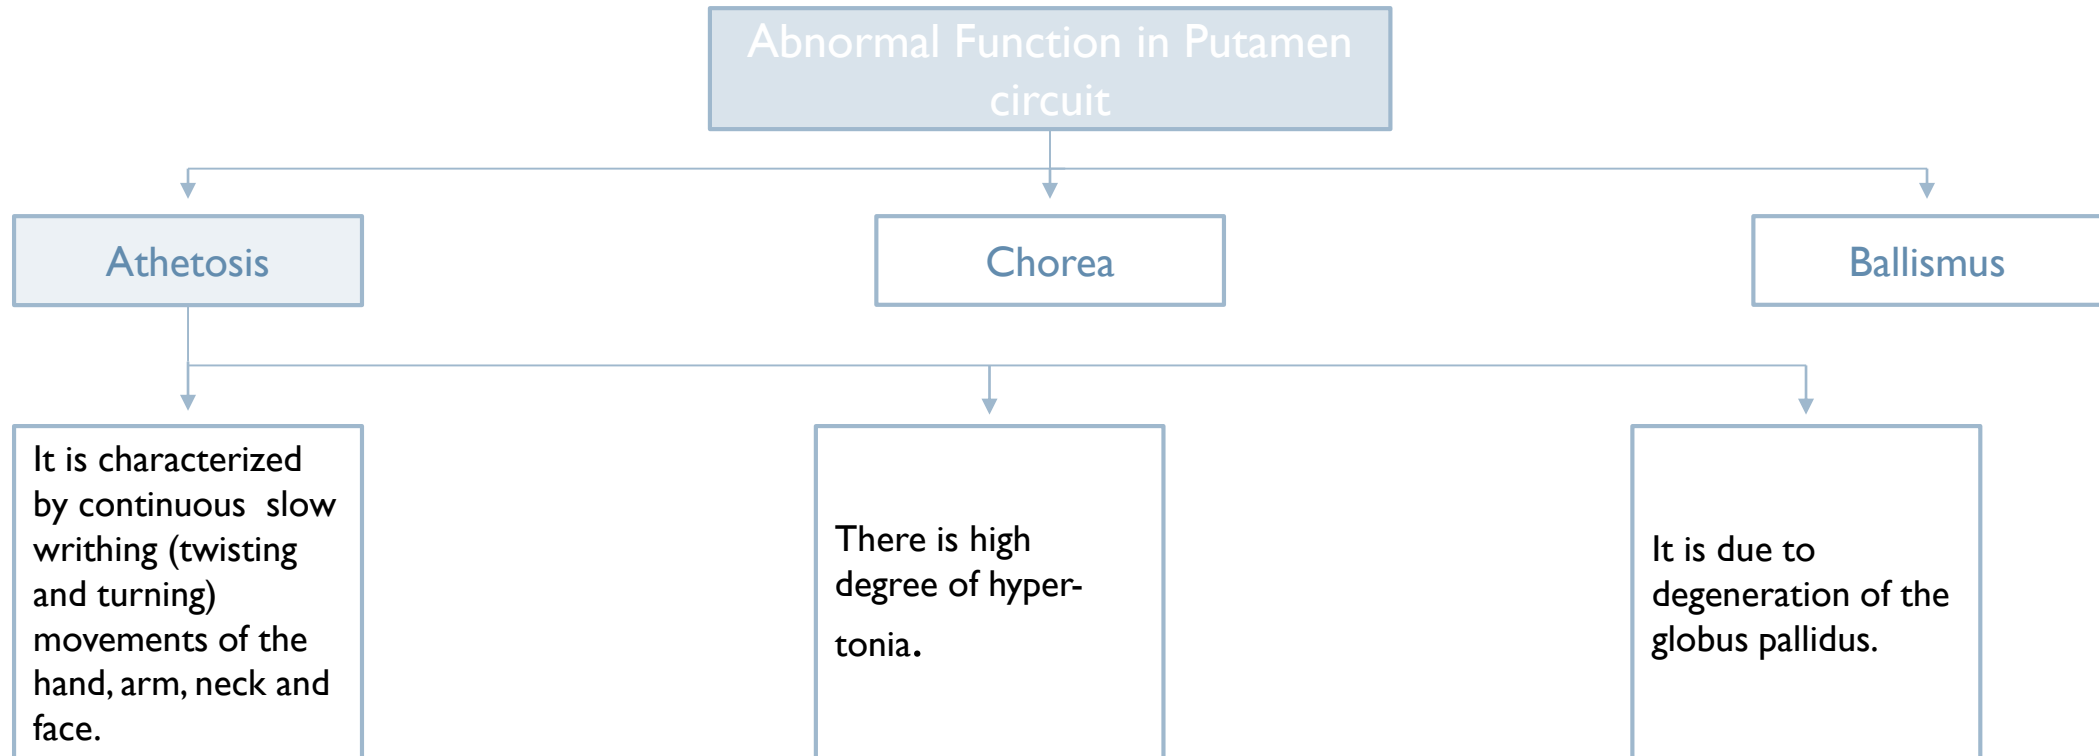 Abnormal Function in Putamen
circuit
Athetosis
Chorea
Ballismus
It is characterized
by continuous slow
writhing (twisting
and turning)
movements of the
hand, arm, neck and
face.
There is high
degree of hyper-
tonia.
It is due to
degeneration of the
globus pallidus.